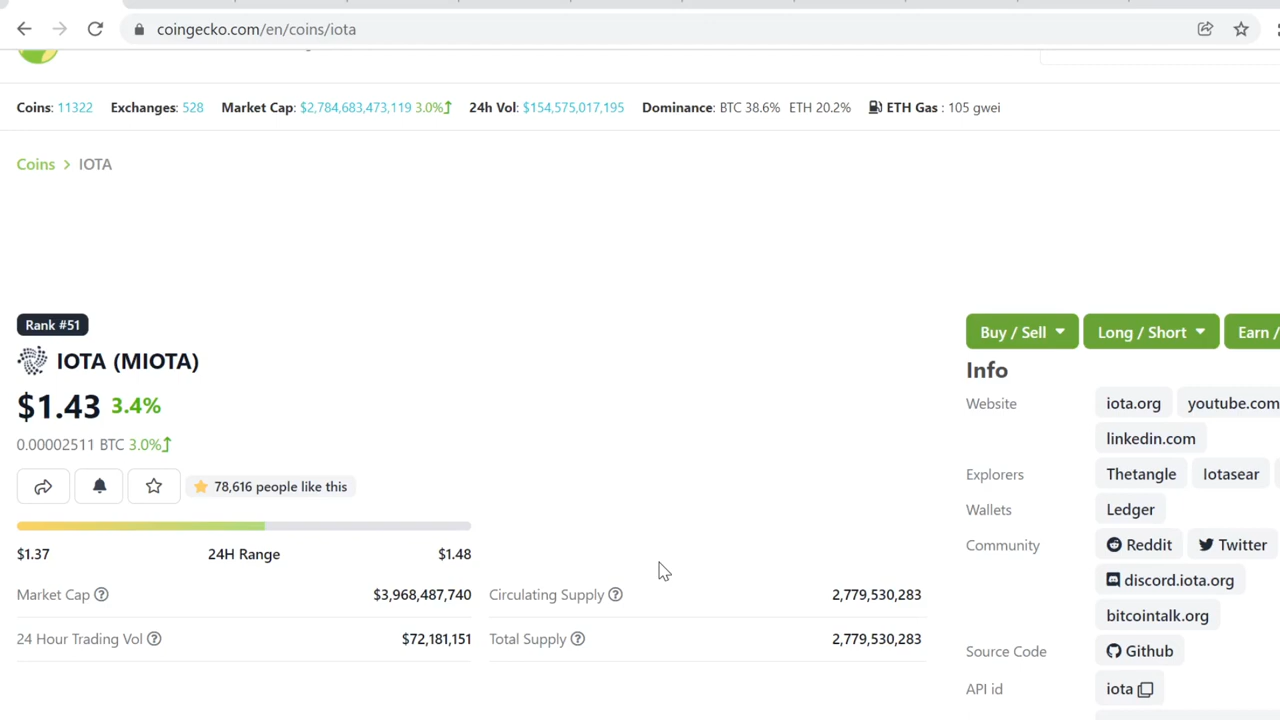 coingecko.com/en/coins/iota
Coins: 11322 Exchanges: 528 Market Cap: $2,784,683,473,119 3.0% 24h Vol: $154,575,017,195 Dominance: BTC 38.6% ETH 20.2% ETH Gas : 105 gwei
Coins > IOTA
Rank #51
IOTA (MIOTA)
$1.43 3.4%
0.00002511 BTC 3.0%
78,616 people like this
$1.37 24H Range $1.48
Market Cap ? $3,968,487,740 Circulating Supply ? 2,779,530,283
24 Hour Trading Vol ? $72,181,151 Total Supply ? 2,779,530,283
Buy / Sell Long / Short Earn /
Info
Website iota.org youtube.com
linkedin.com
Explorers Thetangle Iotasear
Wallets Ledger
Community Reddit Twitter
discord.iota.org
bitcointalk.org
Source Code Github
API id iota